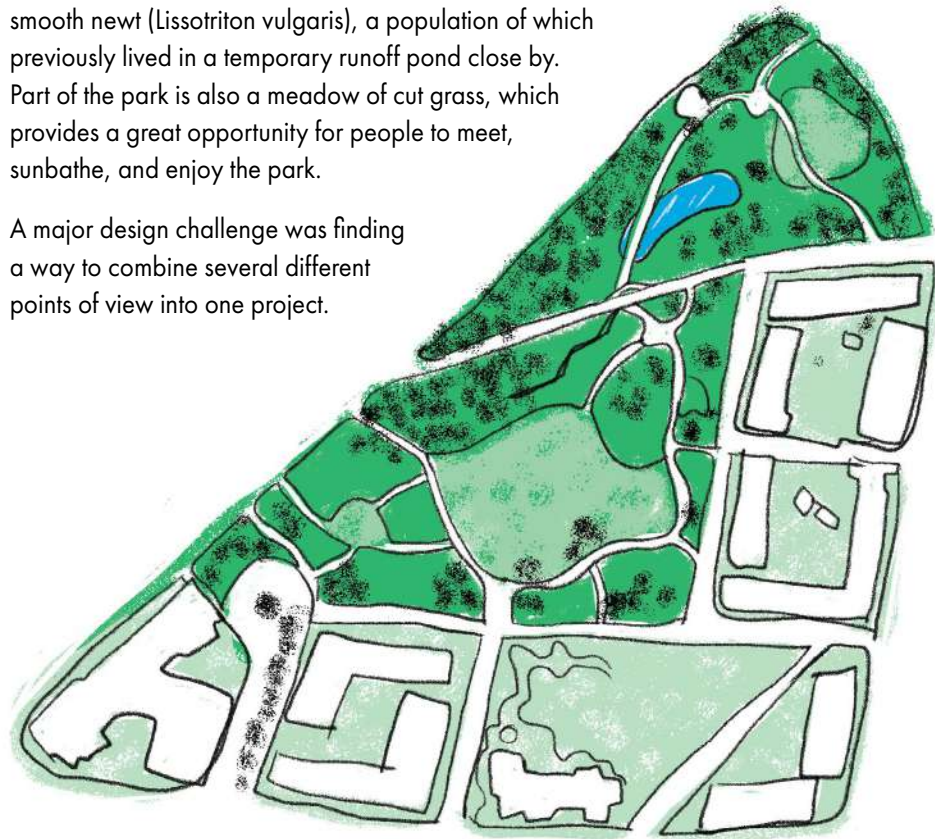 smooth newt (Lissotriton vulgaris), a population of which
previously lived in a temporary runoff pond close by.
Part of the park is also a meadow of cut grass, which
provides a great opportunity for people to meet,
sunbathe, and enjoy the park.
A major design challenge was finding
a way to combine several different
points of view into one project.